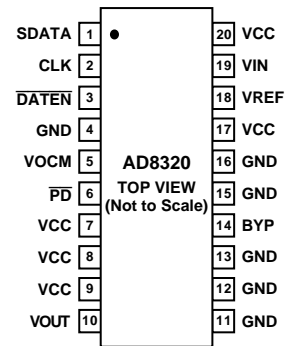 SDATA 1 20 VCC
CLK 2 19 VIN
DATEN 3 18 VREF
GND 4 17 VCC
VOCM 5 AD8320 16 GND
PD 6 TOP VIEW 15 GND
(Not to Scale)
VCC 7 14 BYP
VCC 8 13 GND
VCC 9 12 GND
VOUT 10 11 GND